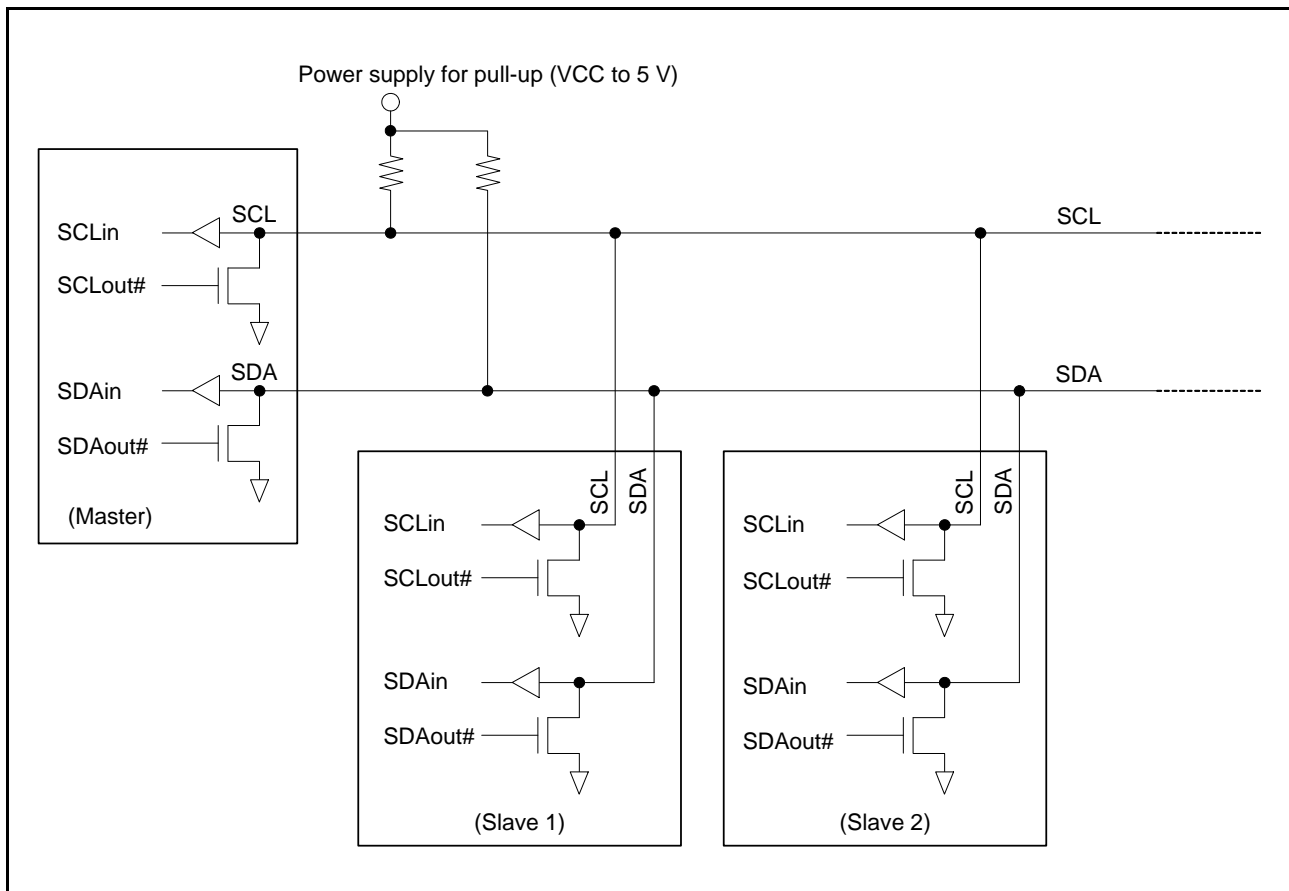 Power supply for pull-up (VCC to 5 V)
SCLin
SCL
SCL
SCLout#
SDAin
SDA
SDA
SDAout#
(Master)
SCL
SDA
SCLin
SCLout#
SDAin
SDAout#
(Slave 1)
SCL
SDA
SCLin
SCLout#
SDAin
SDAout#
(Slave 2)